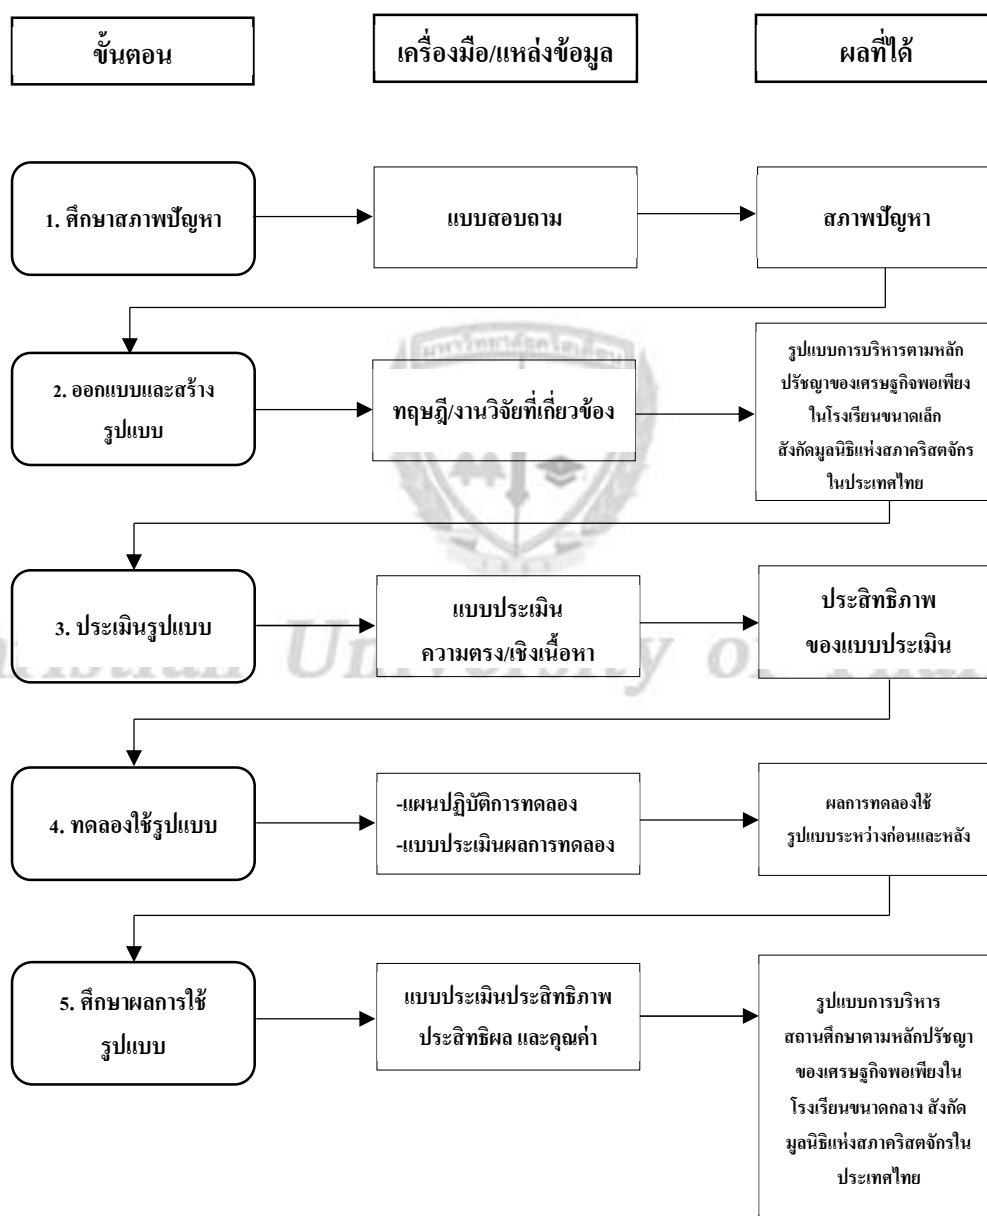 ขั้นตอน
เครื่องมือ/แหล่งข้อมูล
ผลที่ได้
1. ศึกษาสภาพปัญหา
แบบสอบถาม
สภาพปัญหา
มหาวิทยาลัยคริสเตียน
2. ออกแบบและสร้าง
รูปแบบ
ทฤษฎี/งานวิจัยที่เกี่ยวข้อง
รูปแบบการบริหารตามหลัก
ปรัชญาของเศรษฐกิจพอเพียง
ในโรงเรียนขนาดเล็ก
สังกัดมูลนิธิแห่งสภาคริสตจักร
ในประเทศไทย
3. ประเมินรูปแบบ
แบบประเมิน
ความตรง/เชิงเนื้อหา
ประสิทธิภาพ
ของแบบประเมิน
University of
4. ทดลองใช้รูปแบบ
-แผนปฏิบัติการทดลอง
-แบบประเมินผลการทดลอง
ผลการทดลองใช้
รูปแบบระหว่างก่อนและหลัง
5. ศึกษาผลการใช้
รูปแบบ
แบบประเมินประสิทธิภาพ
ประสิทธิผล และคุณค่า
รูปแบบการบริหาร
สถานศึกษาตามหลักปรัชญา
ของเศรษฐกิจพอเพียงใน
โรงเรียนขนาดกลาง สังกัด
มูลนิธิแห่งสภาคริสตจักรใน
ประเทศไทย